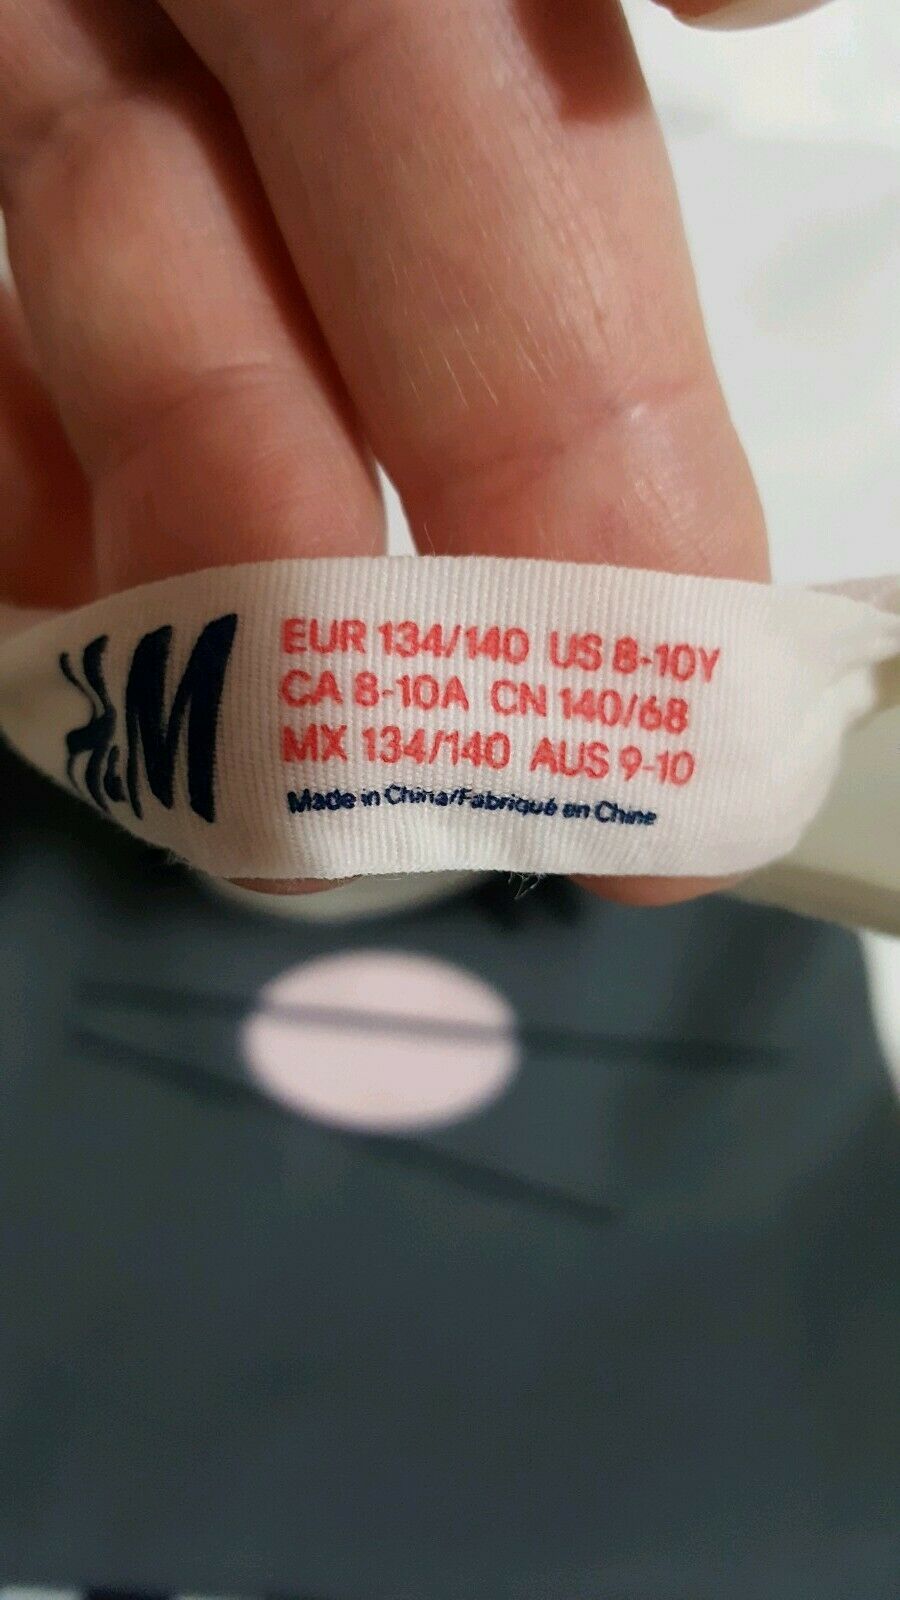 H&M
EUR 134/140 US 8-10Y
CA 8-10A CN 140/68
MX 134/140 AUS 9-10
Made in China/Fabriqué en Chine